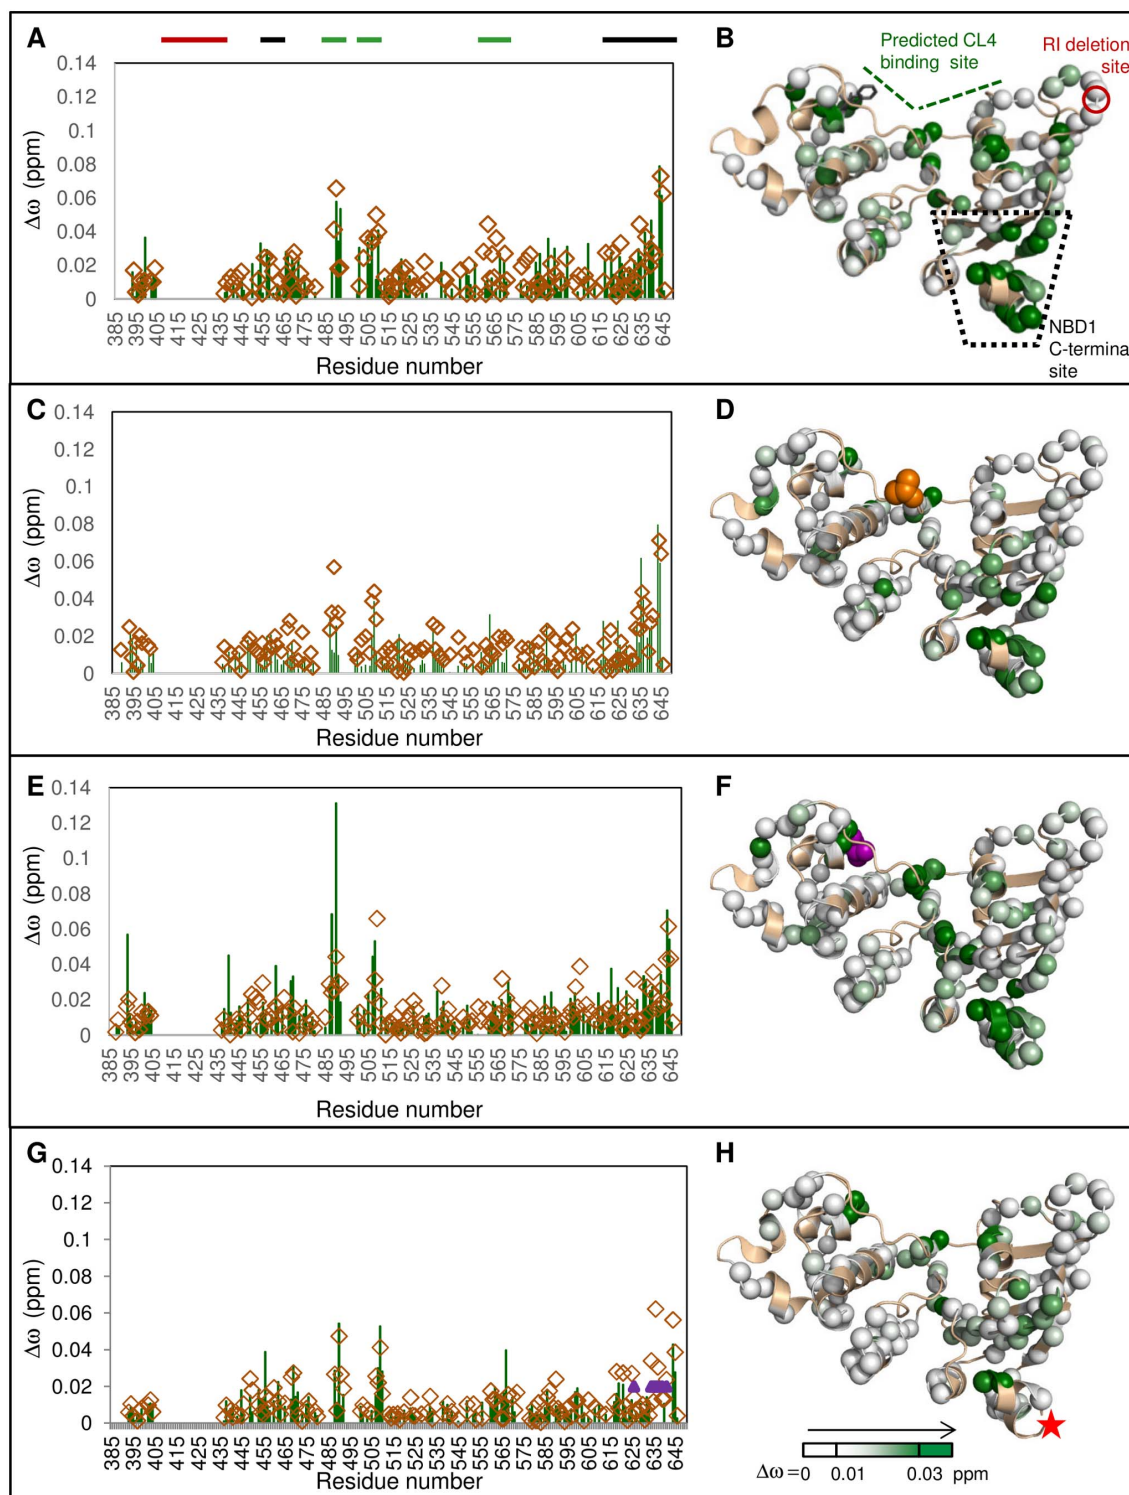 A
B
Predicted CL4
binding site
RI deletion
site
0.14
0.12
0.1
0.08
0.06
0.04
0.02
0
Δω (ppm)
385 395 405 415 425 435 445 455 465 475 485 495 505 515 525 535 545 555 565 575 585 595 605 615 625 635 645
Residue number
NBD1
C-termina
site
C
D
0.14
0.12
0.1
0.08
0.06
0.04
0.02
0
Δω (ppm)
385 395 405 415 425 435 445 455 465 475 485 495 505 515 525 535 545 555 565 575 585 595 605 615 625 635 645
Residue number
E
F
0.14
0.12
0.1
0.08
0.06
0.04
0.02
0
Δω (ppm)
385 395 405 415 425 435 445 455 465 475 485 495 505 515 525 535 545 555 565 575 585 595 605 615 625 635 645
Residue number
G
H
0.14
0.12
0.1
0.08
0.06
0.04
0.02
0
Δω (ppm)
385 395 405 415 425 435 445 455 465 475 485 495 505 515 525 535 545 555 565 575 585 595 605 615 625 635 645
Residue number
Δω=0 0.01 0.03 ppm